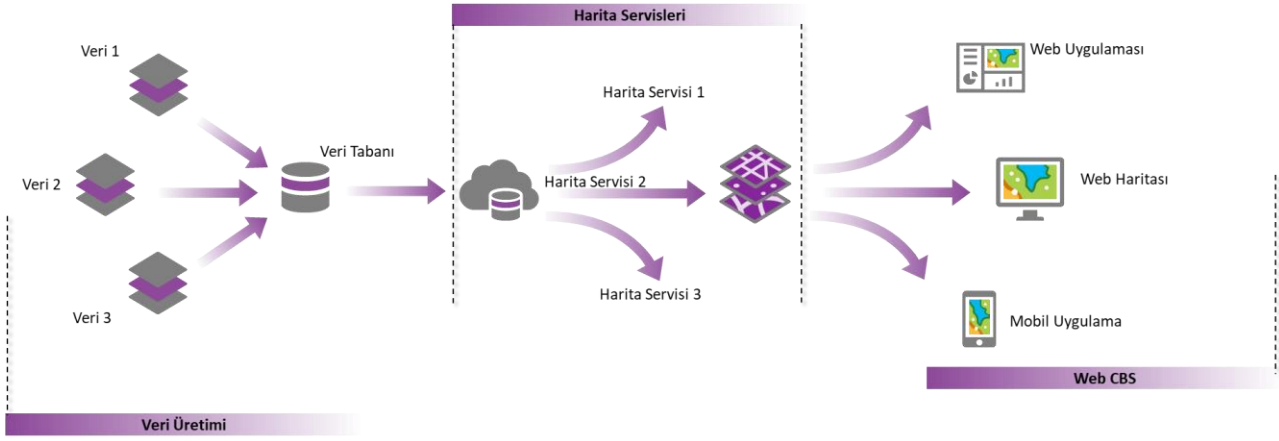 Harita Servisleri
Veri 1
Veri 2
Veri 3
Veri Tabanı
Harita Servisi 1
Harita Servisi 2
Harita Servisi 3
Web Uygulaması
Web Haritası
Mobil Uygulama
Web CBS
Veri Üretimi